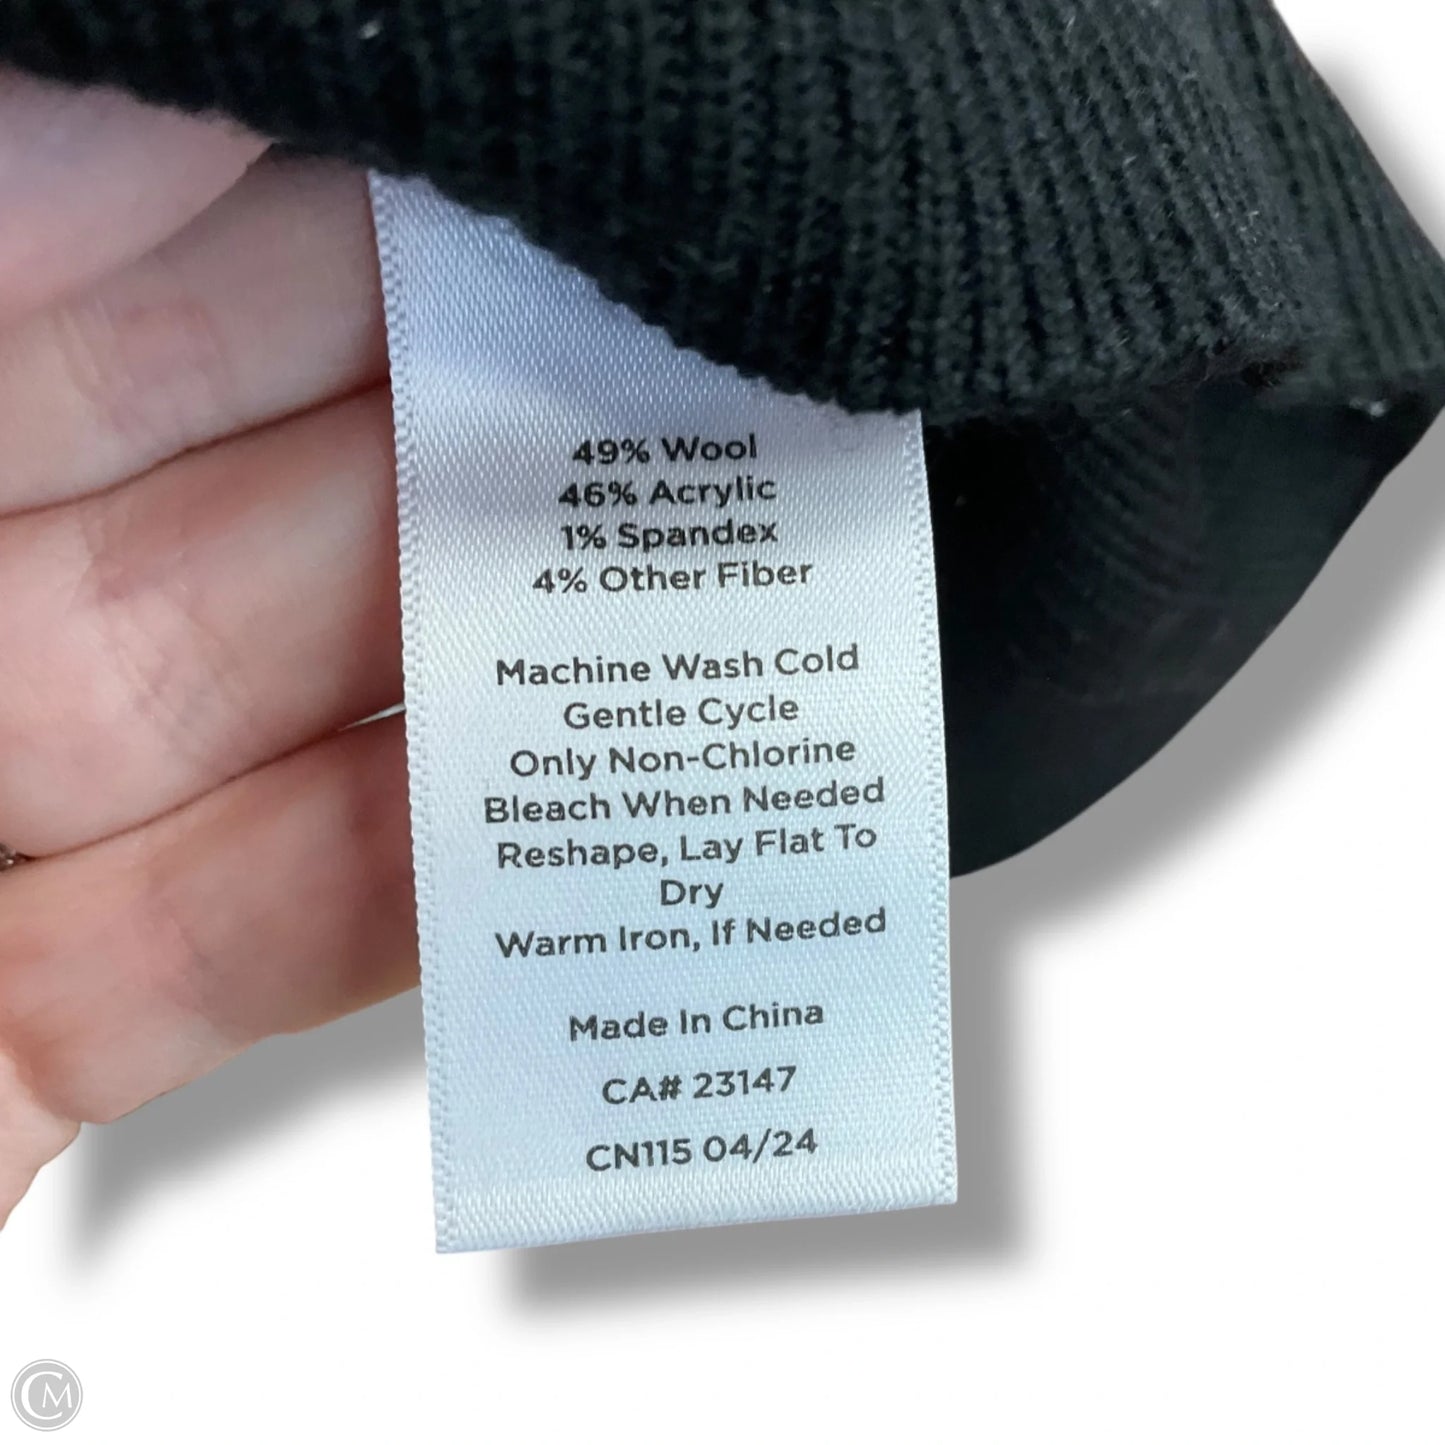 49% Wool
46% Acrylic
1% Spandex
4% Other Fiber
Machine Wash Cold
Gentle Cycle
Only Non-Chlorine
Bleach When Needed
Reshape, Lay Flat To
Dry
Warm Iron, If Needed
Made In China
CA# 23147
CN115 04/24
CM